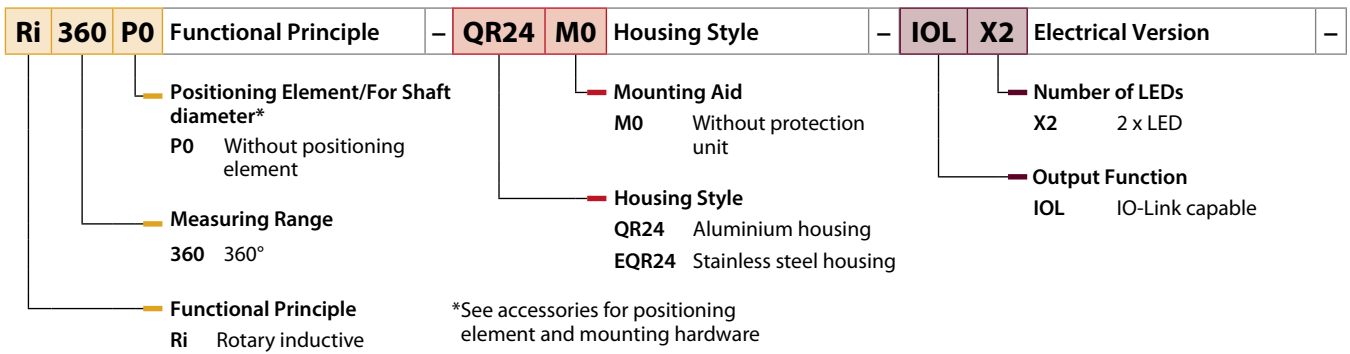 Ri 360 P0 Functional Principle – QR24 M0 Housing Style – IOL X2 Electrical Version –
Positioning Element/For Shaft
diameter*
P0 Without positioning
element
Measuring Range
360 360°
Functional Principle
Ri Rotary inductive
Mounting Aid
M0 Without protection
unit
Housing Style
QR24 Aluminium housing
EQR24 Stainless steel housing
*See accessories for positioning
element and mounting hardware
Number of LEDs
X2 2 x LED
Output Function
IOL IO-Link capable